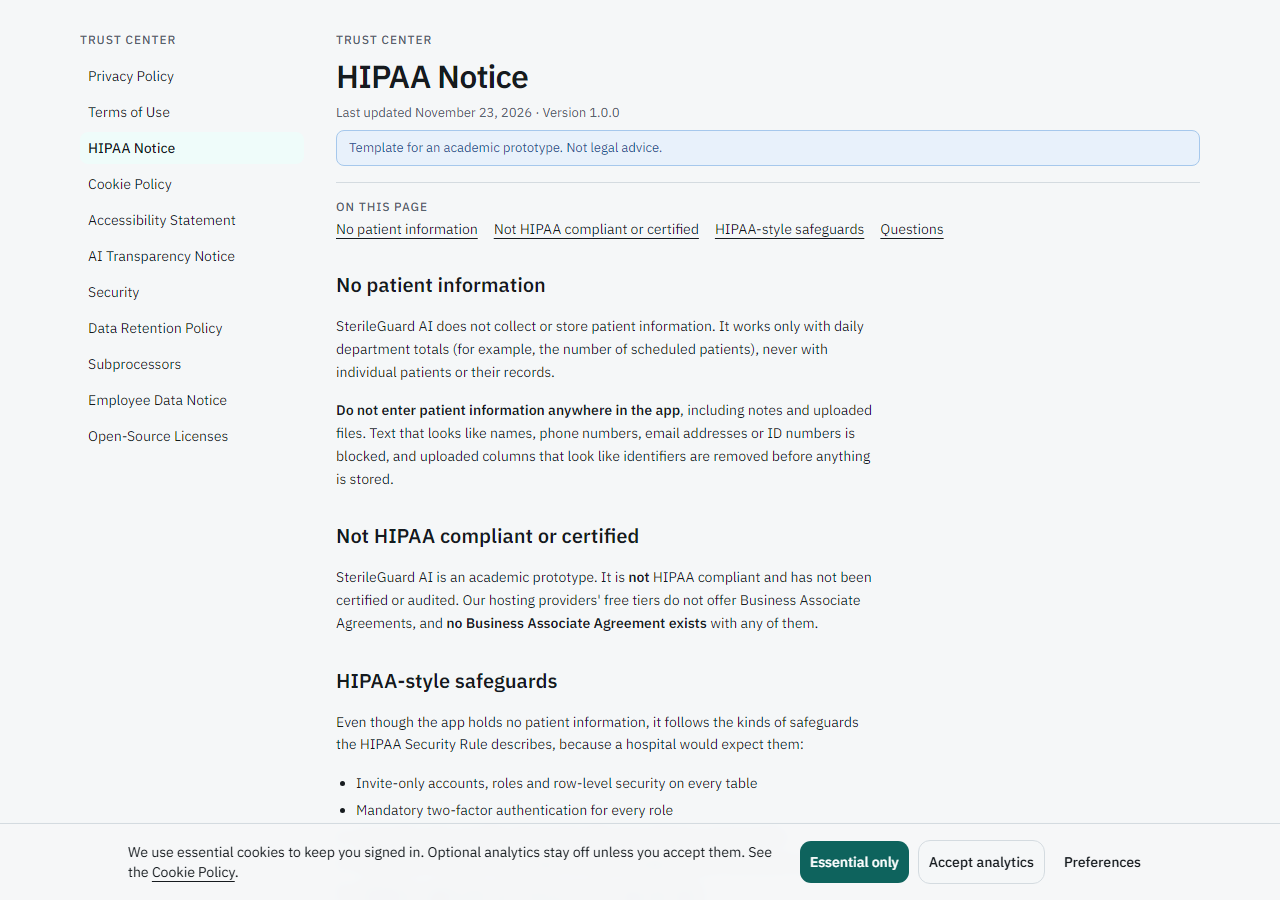 TRUST CENTER
Privacy Policy
Terms of Use
HIPAA Notice
Cookie Policy
Accessibility Statement
AI Transparency Notice
Security
Data Retention Policy
Subprocessors
Employee Data Notice
Open-Source Licenses
TRUST CENTER
HIPAA Notice
Last updated November 23, 2026 · Version 1.0.0
Template for an academic prototype. Not legal advice.
ON THIS PAGE
No patient information Not HIPAA compliant or certified HIPAA-style safeguards Questions
No patient information
SterileGuard AI does not collect or store patient information. It works only with daily
department totals (for example, the number of scheduled patients), never with
individual patients or their records.
Do not enter patient information anywhere in the app, including notes and uploaded
files. Text that looks like names, phone numbers, email addresses or ID numbers is
blocked, and uploaded columns that look like identifiers are removed before anything
is stored.
Not HIPAA compliant or certified
SterileGuard AI is an academic prototype. It is not HIPAA compliant and has not been
certified or audited. Our hosting providers' free tiers do not offer Business Associate
Agreements, and no Business Associate Agreement exists with any of them.
HIPAA-style safeguards
Even though the app holds no patient information, it follows the kinds of safeguards
the HIPAA Security Rule describes, because a hospital would expect them:
• Invite-only accounts, roles and row-level security on every table
• Mandatory two-factor authentication for every role
We use essential cookies to keep you signed in. Optional analytics stay off unless you accept them. See
the Cookie Policy.
Essential only Accept analytics Preferences